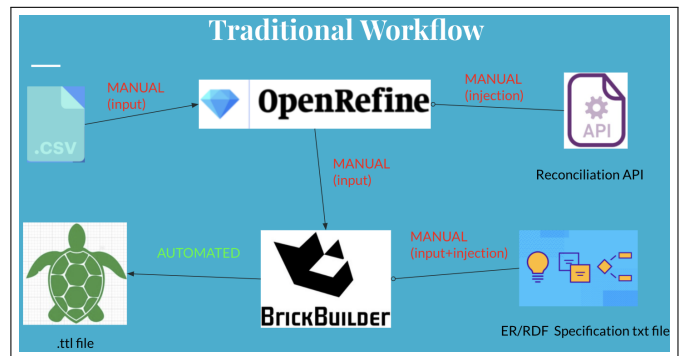 Traditional Workflow
MANUAL
(input)
OpenRefine
MANUAL
(injection)
.CSV
API
MANUAL
(input)
Reconciliation API
AUTOMATED
MANUAL
(input+injection)
BRICKBUILDER
.ttl file
ER/RDF Specification txt file